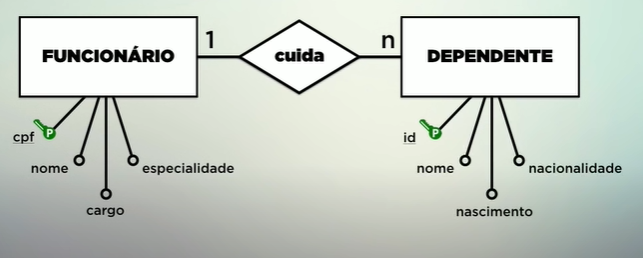 FUNCIONÁRIO
1
cuida
n
DEPENDENTE
cpf
P
nome
cargo
especialidade
id
P
nome
nascimento
nacionalidade